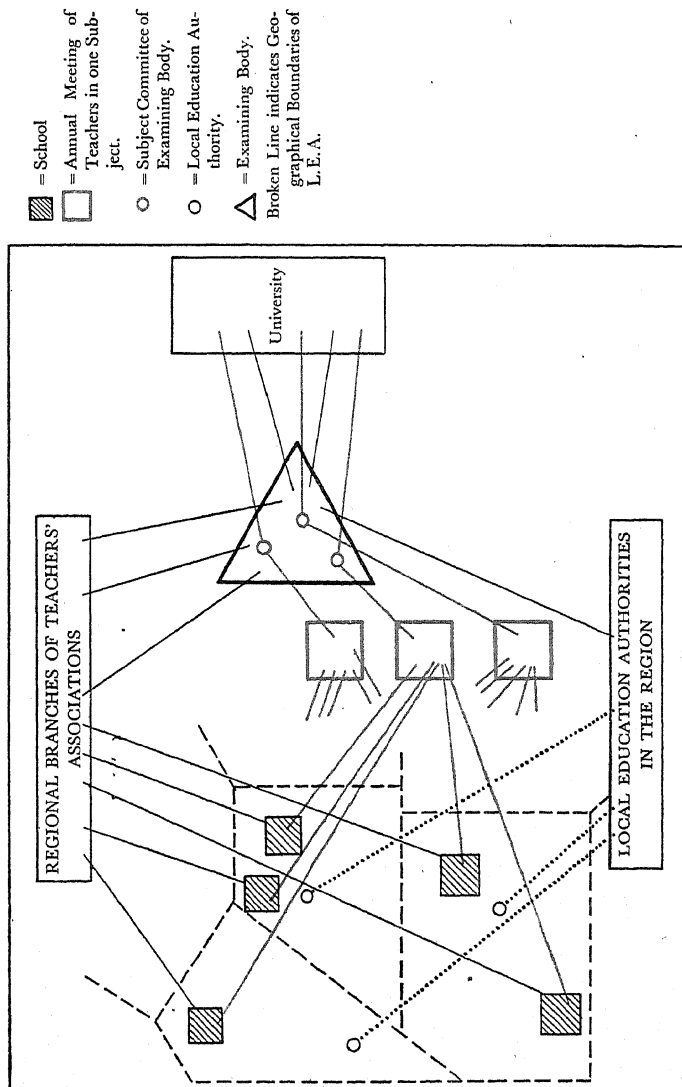 = School
= Annual Meeting of
Teachers in one Sub-
ject.
= Subject Committee of
Examining Body.
= Local Education Au-
thority.
= Examining Body.
Broken Line indicates Geo-
graphical Boundaries of
L.E.A.
REGIONAL BRANCHES OF TEACHERS'
ASSOCIATIONS
University
LOCAL EDUCATION AUTHORITIES
IN THE REGION